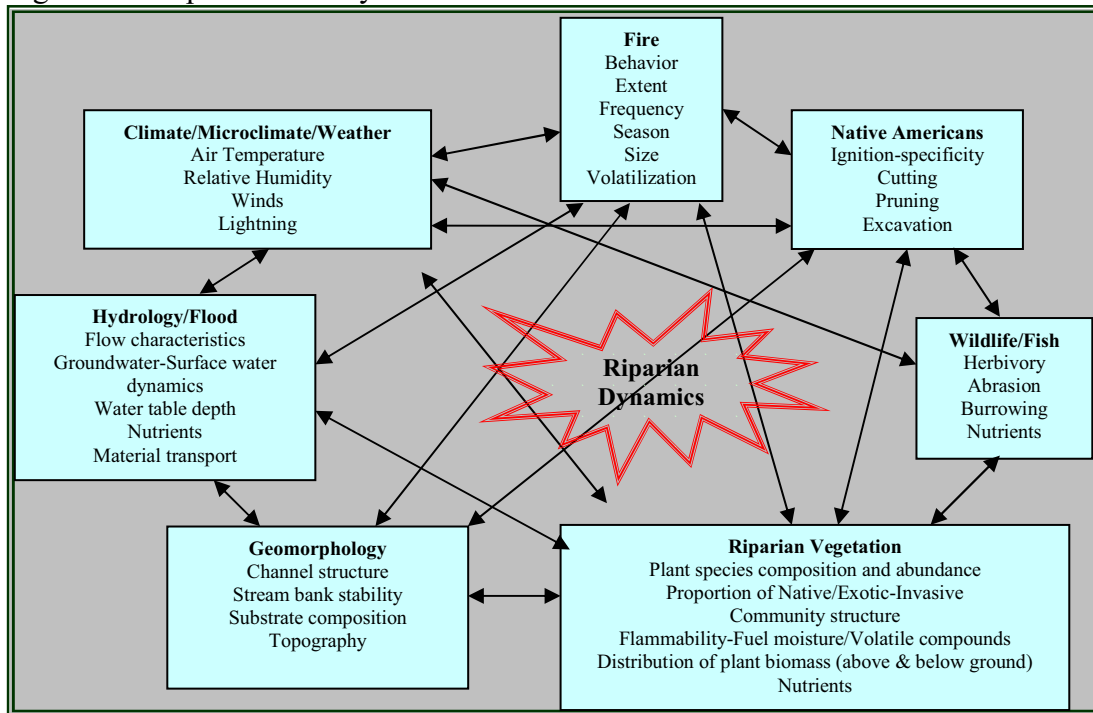 Fire
Behavior
Extent
Frequency
Season
Size
Volatilization
Climate/Microclimate/Weather
Air Temperature
Relative Humidity
Winds
Lightning
Native Americans
Ignition-specificity
Cutting
Pruning
Excavation
Hydrology/Flood
Flow characteristics
Groundwater-Surface water
dynamics
Water table depth
Nutrients
Material transport
Riparian
Dynamics
Wildlife/Fish
Herbivory
Abrasion
Burrowing
Nutrients
Geomorphology
Channel structure
Stream bank stability
Substrate composition
Topography
Riparian Vegetation
Plant species composition and abundance
Proportion of Native/Exotic-Invasive
Community structure
Flammability-Fuel moisture/Volatile compounds
Distribution of plant biomass (above & below ground)
Nutrients